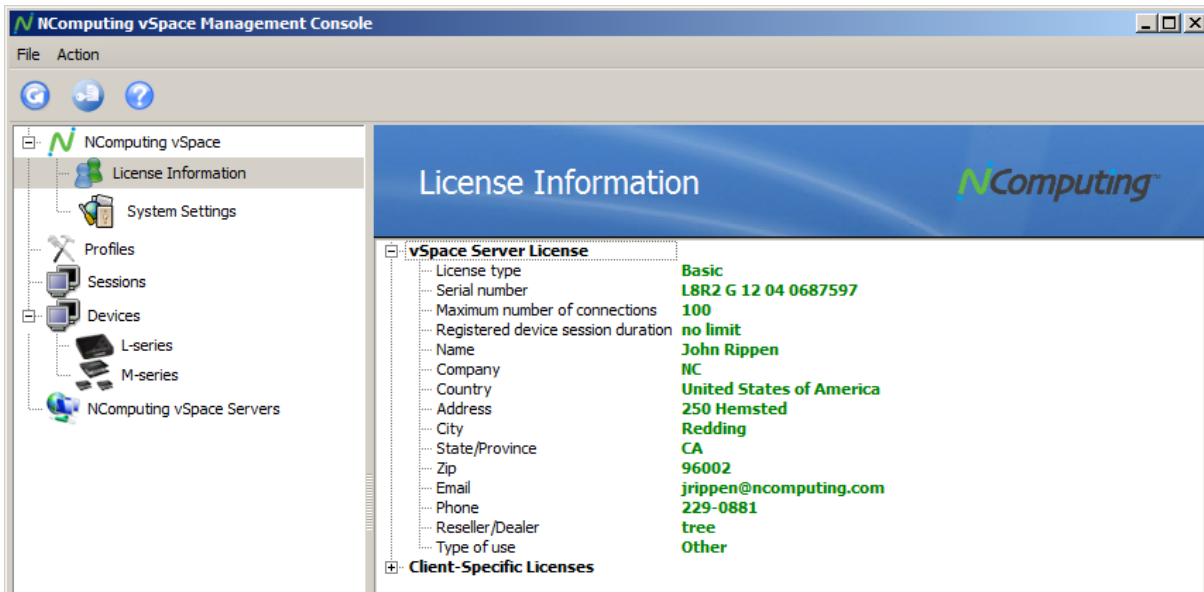 NComputing vSpace Management Console
File Action
NComputing vSpace
License Information
System Settings
Profiles
Sessions
Devices
L-series
M-series
NComputing vSpace Servers
License Information
NComputing™
vSpace Server License
License type Basic
Serial number L8R2 G 12 04 0687597
Maximum number of connections 100
Registered device session duration no limit
Name John Rippen
Company NC
Country United States of America
Address 250 Hemsted
City Redding
State/Province CA
Zip 96002
Email jrippen@ncomputing.com
Phone 229-0881
Reseller/Dealer tree
Type of use Other
Client-Specific Licenses